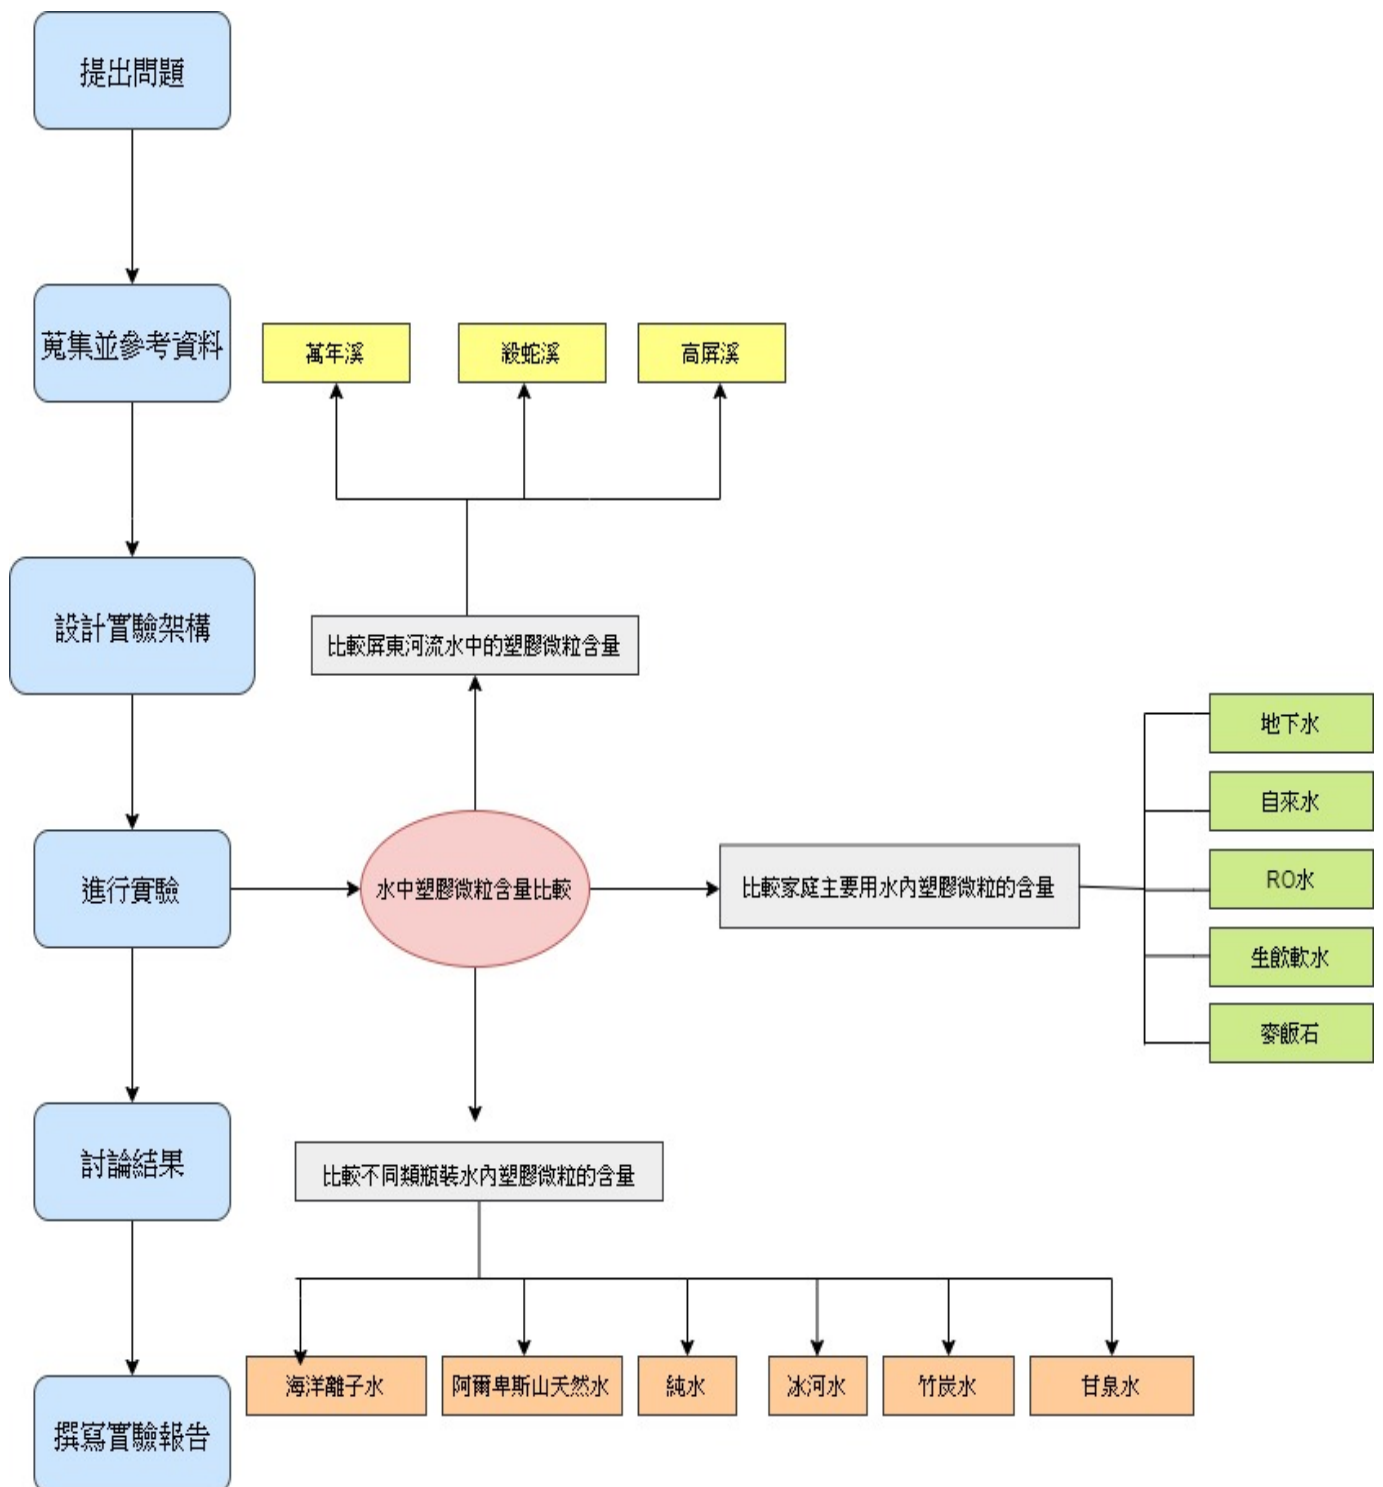 提出問題
蒐集並參考資料
萬年溪
殺蛇溪
高屏溪
設計實驗架構
比較屏東河流水中的塑膠微粒含量
地下水
自來水
進行實驗
水中塑膠微粒含量比較
比較家庭主要用水內塑膠微粒的含量
RO水
生飲軟水
麥飯石
討論結果
比較不同類瓶裝水內塑膠微粒的含量
海洋離子水
阿爾卑斯山天然水
純水
冰河水
竹炭水
甘泉水
撰寫實驗報告